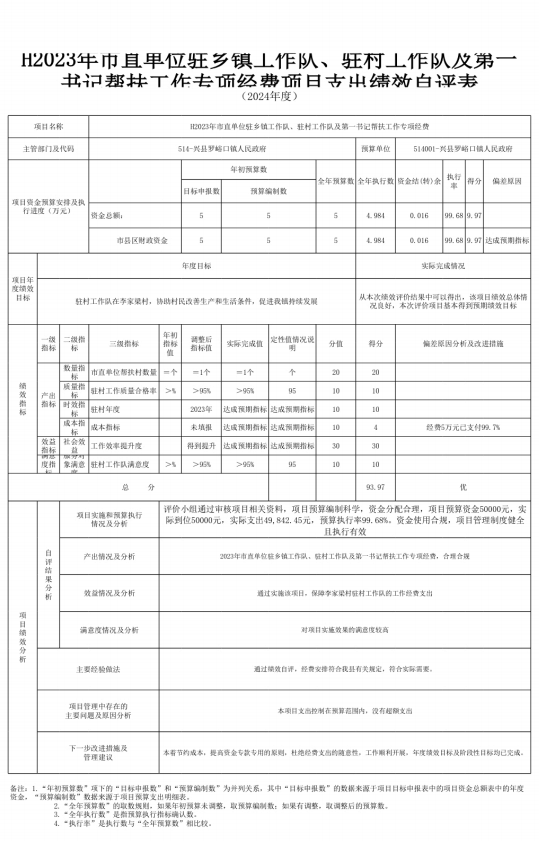 H2023年市直单位驻乡镇工作队、驻村工作队及第一
书记帮扶工作专项经费项目支出绩效自评表
（2024年度）
项目名称 H2023年市直单位驻乡镇工作队、驻村工作队及第一书记帮扶工作专项经费
主管部门及代码 514-兴县罗峪口镇人民政府 预算单位 514001-兴县罗峪口镇人民政府
项目资金预算安排及执
行进度（万元）
年初预算数
目标申报数 预算编制数
全年预算数 全年执行数 资金结(转)余
执行
率
得分 偏差原因
资金总额： 5 5 5 4.984 0.016 99.68 9.97
市县区财政资金 5 5 5 4.984 0.016 99.68 9.97 达成预期指标
项目年
度绩效
目标
年度目标 实际完成情况
驻村工作队在李家梁村，协助村民改善生产和生活条件，促进我镇持续发展
从本次绩效评价结果中可以得出，该项目绩效总体情
况良好，本次评价项目基本得到预期绩效目标
绩
效
指
标
一级
指标
二级指
标
三级指标
年初
指标
值
调整后
指标值
实际完成值
定性值情况说
明
分值 得分 偏差原因分析及改进措施
产出
指标
数量指
标
市直单位帮扶村数量 ＝个 ＝1个 ＝1个 个 20 20
质量指
标
驻村工作质量合格率 ＞% ＞95% ＞95% 95 10 10
时效指
标
驻村年度 2023年 达成预期指标 达成预期指标 10 10
成本指
标
成本指标 未填报 达成预期指标 达成预期指标 10 4 经费5万元已支付99.7%
效益
指标
社会效
益
工作效率提升度 得到提升 达成预期指标 达成预期指标 30 30
满意
度指
标
服务对
象满意
度
驻村工作队满意度 ＞% ＞95% ＞95% 95 10 10
总 分 93.97 优
项
目
绩
效
分
析
自
评
结
果
分
析
项目实施和预算执行
情况及分析
评价小组通过审核项目相关资料，项目预算编制科学，资金分配合理，项目预算资金50000元，实
际到位50000元，实际支出49,842.45元，预算执行率99.68%、资金使用合规，项目管理制度健全
且执行有效
产出情况及分析 2023年市直单位驻乡镇工作队、驻村工作队及第一书记帮扶工作专项经费，合理合规
效益情况及分析 通过实施该项目，保障李家梁村驻村工作队的工作经费支出
满意度情况及分析 对项目实施效果的满意度较高
主要经验做法 通过绩效自评，经费安排符合我县有关规定，符合实际需要。
项目管理中存在的
主要问题及原因分析
本项目支出控制在预算范围内，没有超额支出
下一步改进措施及
管理建议
本着节约成本，提高资金专款专用的原则，杜绝经费支出的随意性。工作顺利开展，年度绩效目标及阶段性目标均已完成。
备注：1.“年初预算数”项下的“目标申报数”和“预算编制数”为并列关系，其中“目标申报数”的数据来源于项目目标申报表中的项目资金总额表中的年度
资金，“预算编制数”数据来源于项目预算支出明细表。
2.“全年预算数”的取数规则，如果年初预算未调整，取预算编制数；如果有调整，取调整后的预算数。
3.“全年执行数”是指预算执行指标确认数。
4.“执行率”是执行数与“全年预算数”相比较。